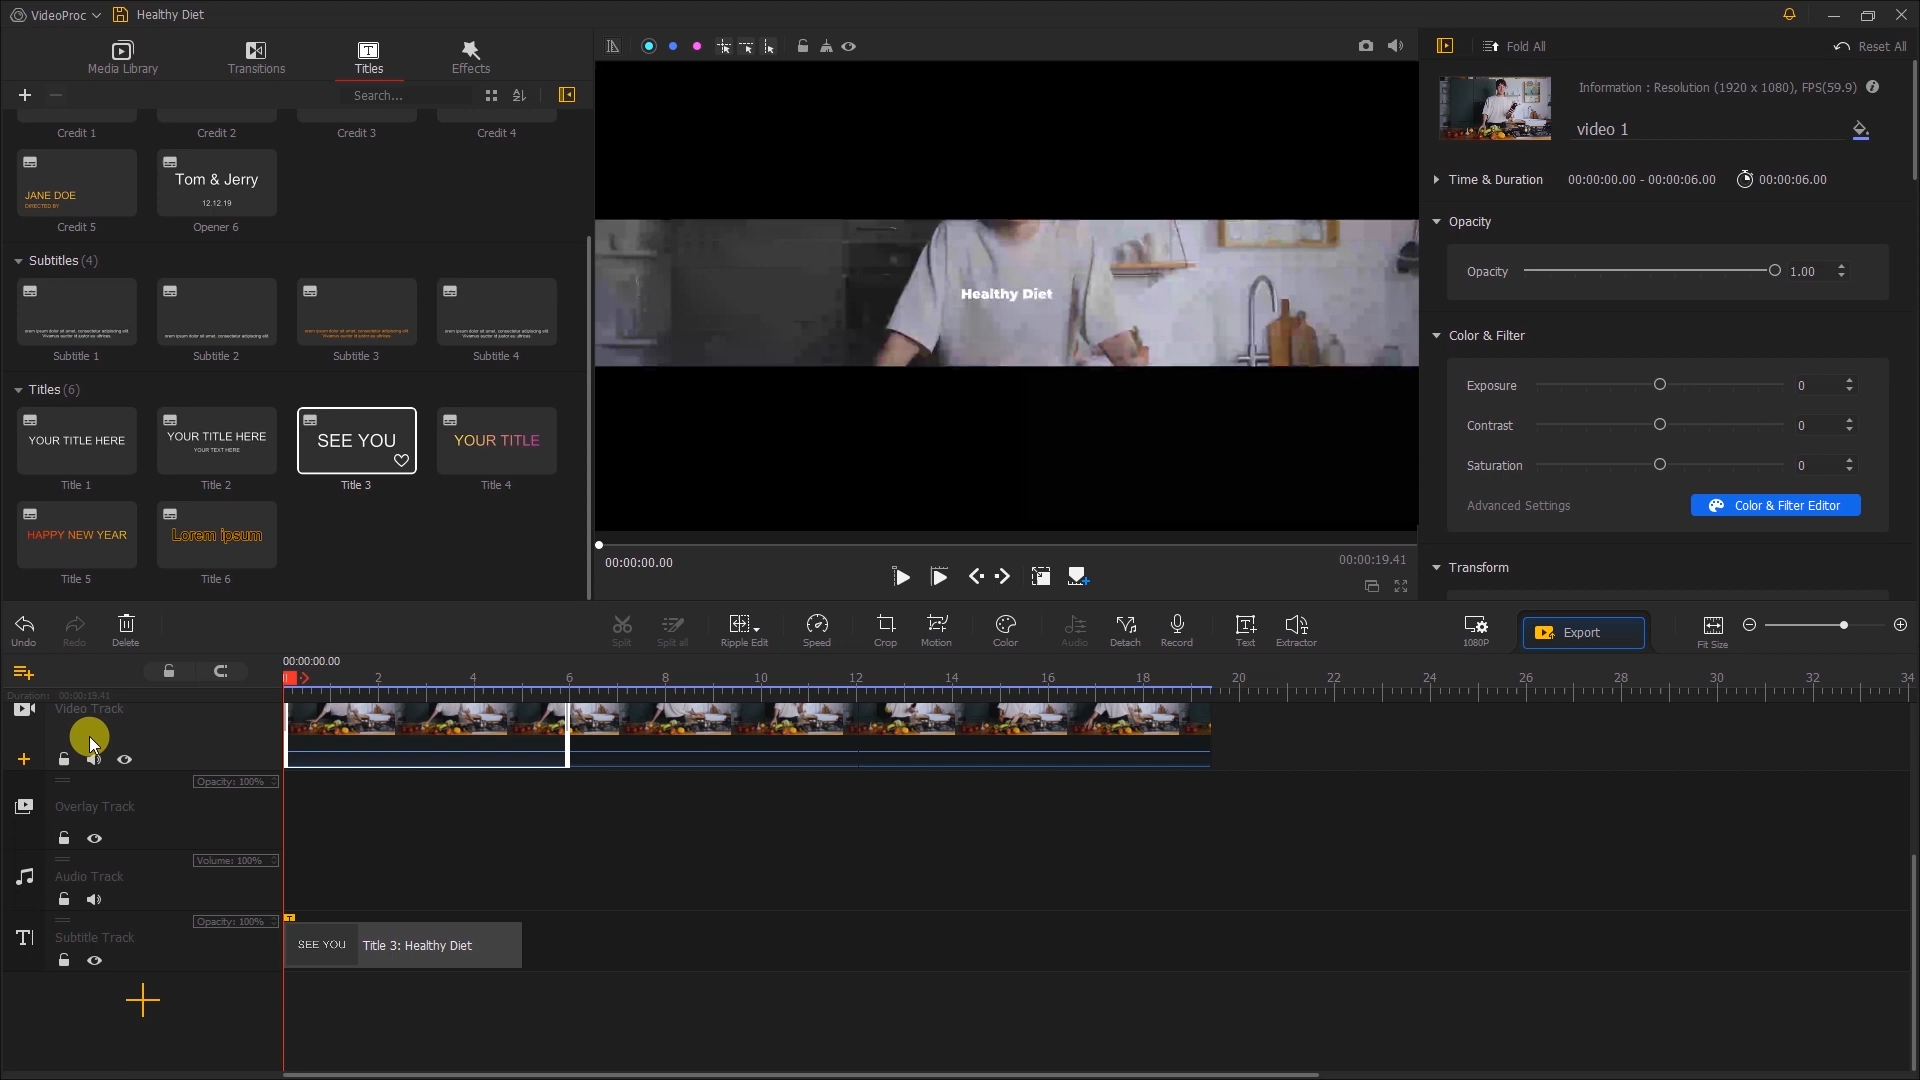 VideoProc
Healthy Diet
Media Library
Transitions
Titles
Effects
Search...
Credit 1
Credit 2
Credit 3
Credit 4
JANE DOE
DIRECTED BY
Tom & Jerry
12.12.19
Credit 5
Opener 6
Subtitles (4)
Subtitle 1
Subtitle 2
Subtitle 3
Subtitle 4
Titles (6)
YOUR TITLE HERE
YOUR TITLE HERE
YOUR TEXT HERE
SEE YOU
YOUR TITLE
Title 1
Title 2
Title 3
Title 4
HAPPY NEW YEAR
Lorem ipsum
Title 5
Title 6
Healthy Diet
00:00:00.00
00:00:19.41
Fold All
Reset All
Information : Resolution (1920 x 1080), FPS(59.9)
video 1
Time & Duration
00:00:00.00 - 00:00:06.00
00:00:06.00
Opacity
Opacity
1.00
Color & Filter
Exposure
0
Contrast
0
Saturation
0
Advanced Settings
Color & Filter Editor
Transform
Undo
Redo
Delete
Split
Split all
Ripple Edit
Speed
Crop
Motion
Color
Audio
Detach
Record
Text
Extractor
1080P
Export
Fit Size
00:00:00.00
2 4 6 8 10 12 14 16 18 20 22 24 26 28 30 32 34
Duration: 00:00:19.41
Video Track
Opacity: 100%
Overlay Track
Volume: 100%
Audio Track
Opacity: 100%
Subtitle Track
SEE YOU
Title 3: Healthy Diet